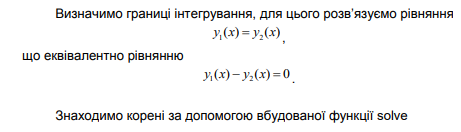 Визначимо границі інтегрування, для цього розв’язуємо рівняння
y₁(x) = y₂(x),
що еквівалентно рівнянню
y₁(x) − y₂(x) = 0.
Знаходимо корені за допомогою вбудованої функції solve